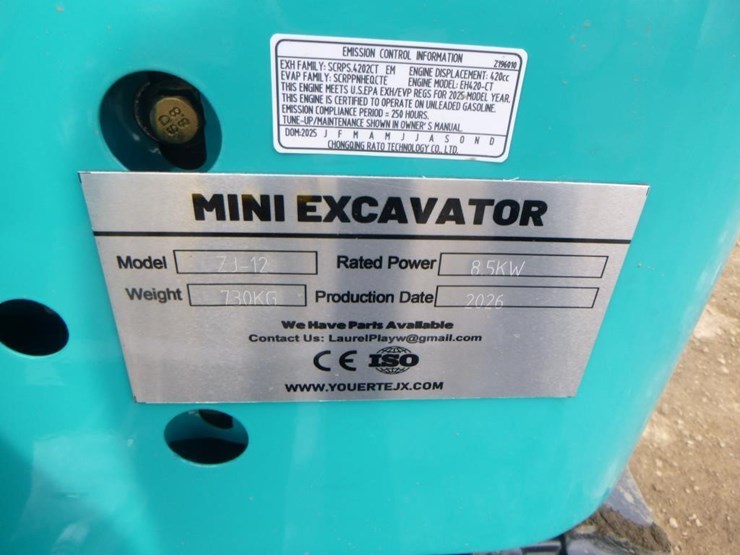 EMISSION CONTROL INFORMATION Z196010
EXH FAMILY: SCRPS.4202CT EM ENGINE DISPLACEMENT: 420cc
EVAP FAMILY: SCRPPNHEQCTE ENGINE MODEL: EH420-CT
THIS ENGINE MEETS U.S.EPA EXH/EVP REGS FOR 2025-MODEL YEAR.
THIS ENGINE IS CERTIFIED TO OPERATE ON UNLEADED GASOLINE.
EMISSION COMPLIANCE PERIOD = 250 HOURS.
TUNE-UP/MAINTENANCE SHOWN IN OWNER'S MANUAL.
DOM:2025 J F M A M J J A S O N D
CHONGQING RATO TECHNOLOGY CO. LTD.
8.8
MINI EXCAVATOR
Model ZJ-12 Rated Power 8.5KW
Weight 730KG Production Date 2026
We Have Parts Available
Contact Us: LaurelPlayw@gmail.com
CE ISO
WWW.YOUERTEJX.COM